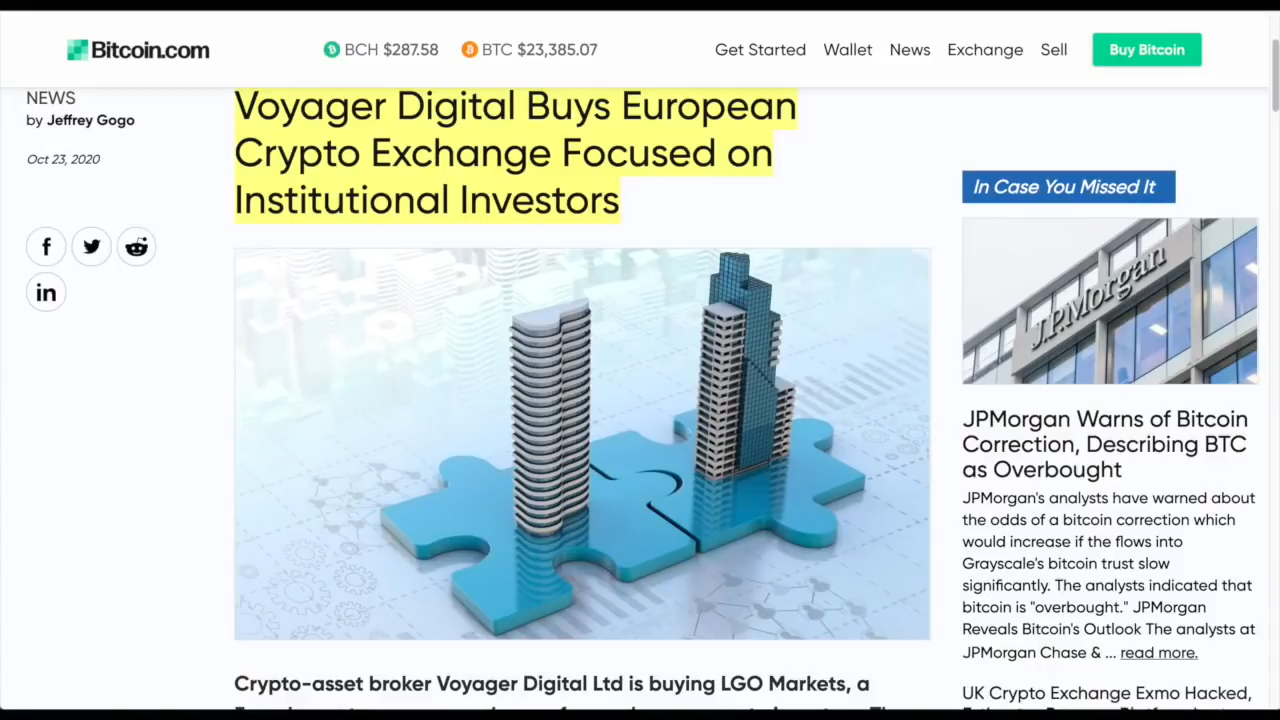 Bitcoin.com
BCH $287.58
BTC $23,385.07
Get Started
Wallet
News
Exchange
Sell
Buy Bitcoin
NEWS
by Jeffrey Gogo
Oct 23, 2020
Voyager Digital Buys European
Crypto Exchange Focused on
Institutional Investors
Crypto-asset broker Voyager Digital Ltd is buying LGO Markets, a
In Case You Missed It
J.P.Morgan
JPMorgan Warns of Bitcoin
Correction, Describing BTC
as Overbought
JPMorgan's analysts have warned about
the odds of a bitcoin correction which
would increase if the flows into
Grayscale's bitcoin trust slow
significantly. The analysts indicated that
bitcoin is "overbought." JPMorgan
Reveals Bitcoin's Outlook The analysts at
JPMorgan Chase & ... read more.
UK Crypto Exchange Exmo Hacked,